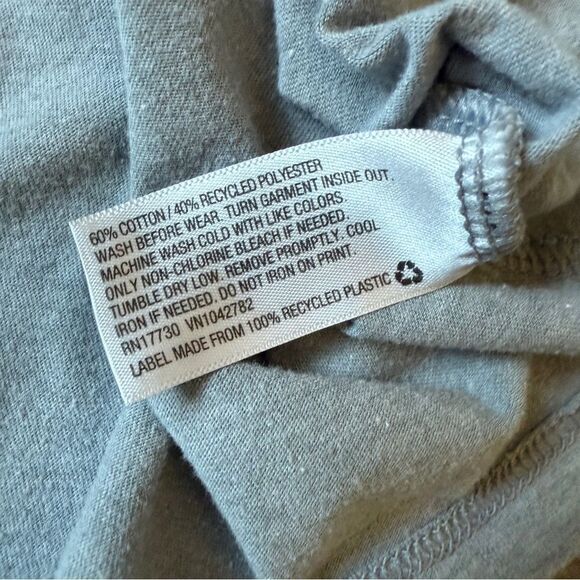 60% COTTON / 40% RECYCLED POLYESTER
WASH BEFORE WEAR. TURN GARMENT INSIDE OUT.
MACHINE WASH COLD WITH LIKE COLORS.
ONLY NON-CHLORINE BLEACH IF NEEDED.
TUMBLE DRY LOW. REMOVE PROMPTLY. COOL
IRON IF NEEDED. DO NOT IRON ON PRINT.
RN17730 VN1042782
LABEL MADE FROM 100% RECYCLED PLASTIC